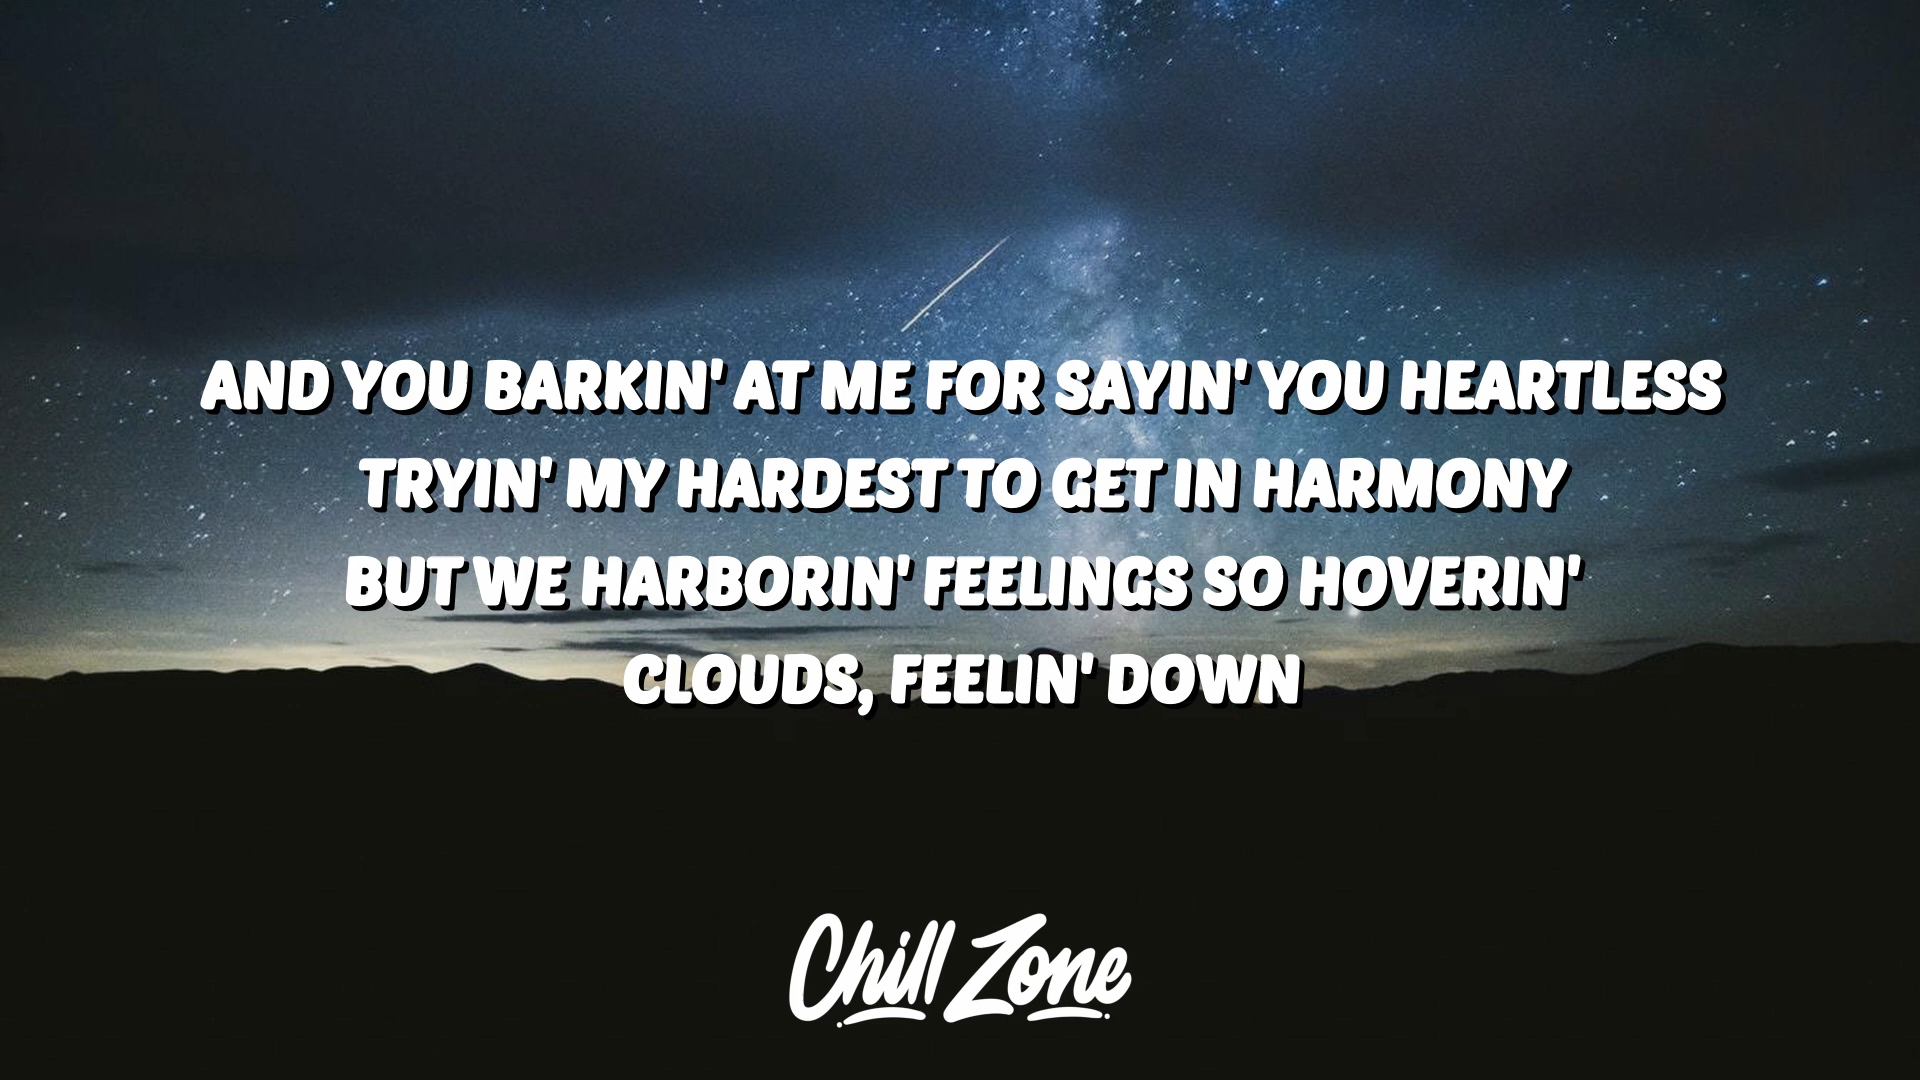 AND YOU BARKIN' AT ME FOR SAYIN' YOU HEARTLESS
TRYIN' MY HARDEST TO GET IN HARMONY
BUT WE HARBORIN' FEELINGS SO HOVERIN'
CLOUDS, FEELIN' DOWN
Chill Zone